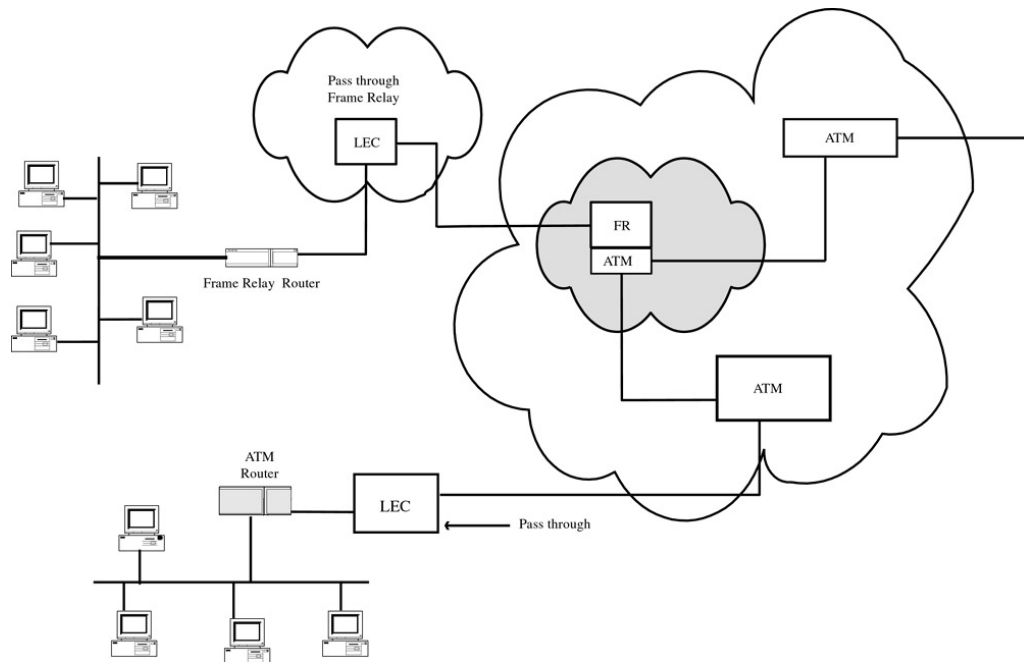 Pass through
Frame Relay
LEC
ATM
FR
ATM
Frame Relay Router
ATM
ATM
Router
LEC
Pass through